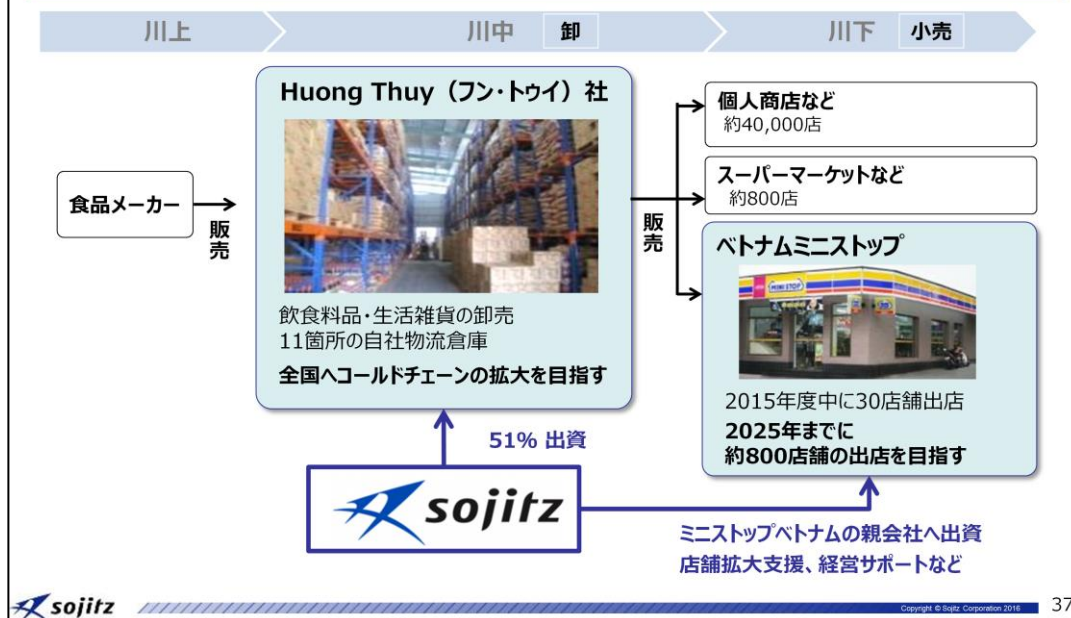 川上
川中 卸
川下 小売
食品メーカー
販売
Huong Thuy（フン・トゥイ）社
飲食料品・生活雑貨の卸売
11箇所の自社物流倉庫
全国へコールドチェーンの拡大を目指す
販売
個人商店など
約40,000店
スーパーマーケットなど
約800店
ベトナムミニストップ
MINI STOP
2015年度中に30店舗出店
2025年までに
約800店舗の出店を目指す
51% 出資
sojitz
ミニストップベトナムの親会社へ出資
店舗拡大支援、経営サポートなど
sojitz
Copyright © Sojitz Corporation 2016
37